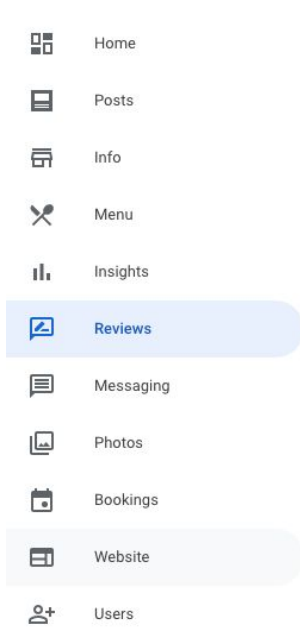 Home
Posts
Info
Menu
Insights
Reviews
Messaging
Photos
Bookings
Website
Users